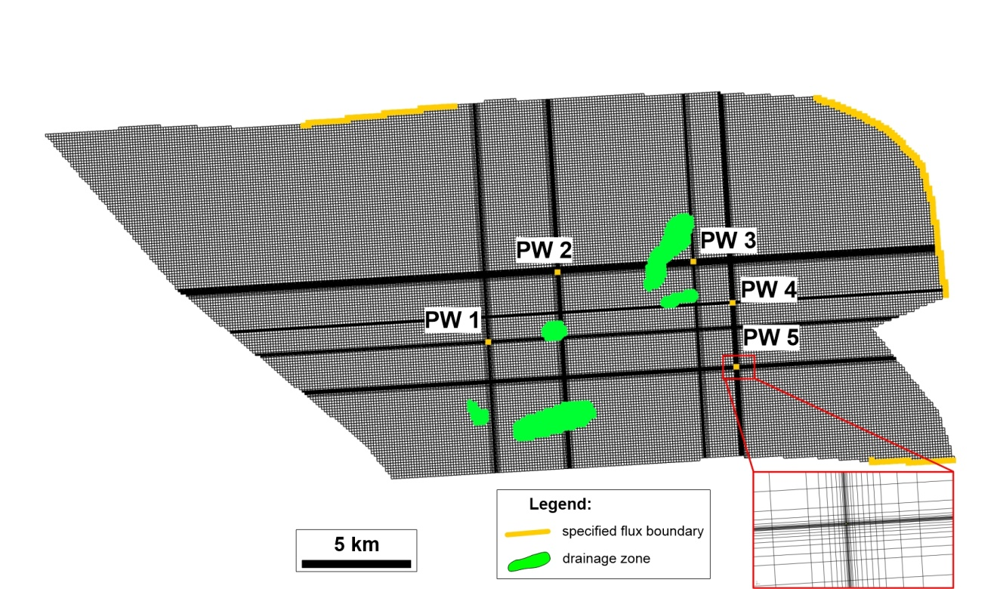 PW 2
PW 3
PW 4
PW 1
PW 5
5 km
Legend:
specified flux boundary
drainage zone